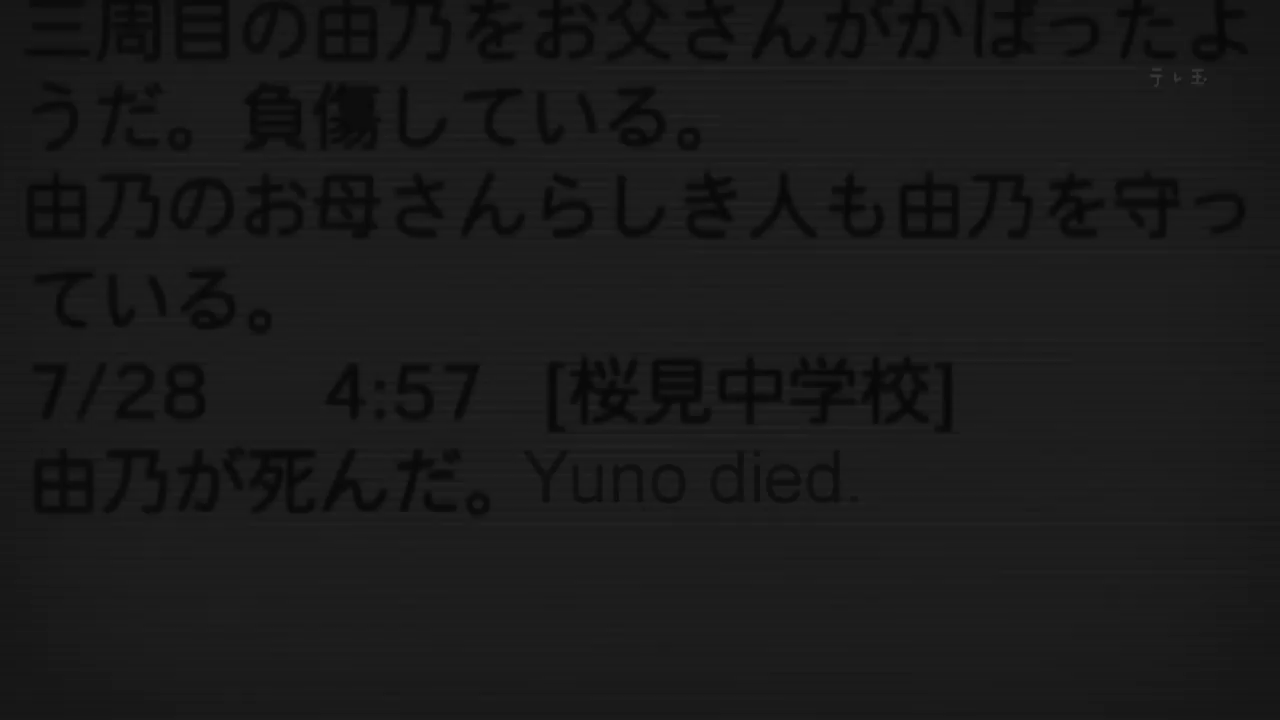 三周目の由乃をお父さんがかばったよ
テレ玉
うだ。負傷している。
由乃のお母さんらしき人も由乃を守っ
ている。
7/28 4:57 [桜見中学校]
由乃が死んだ。Yuno died.